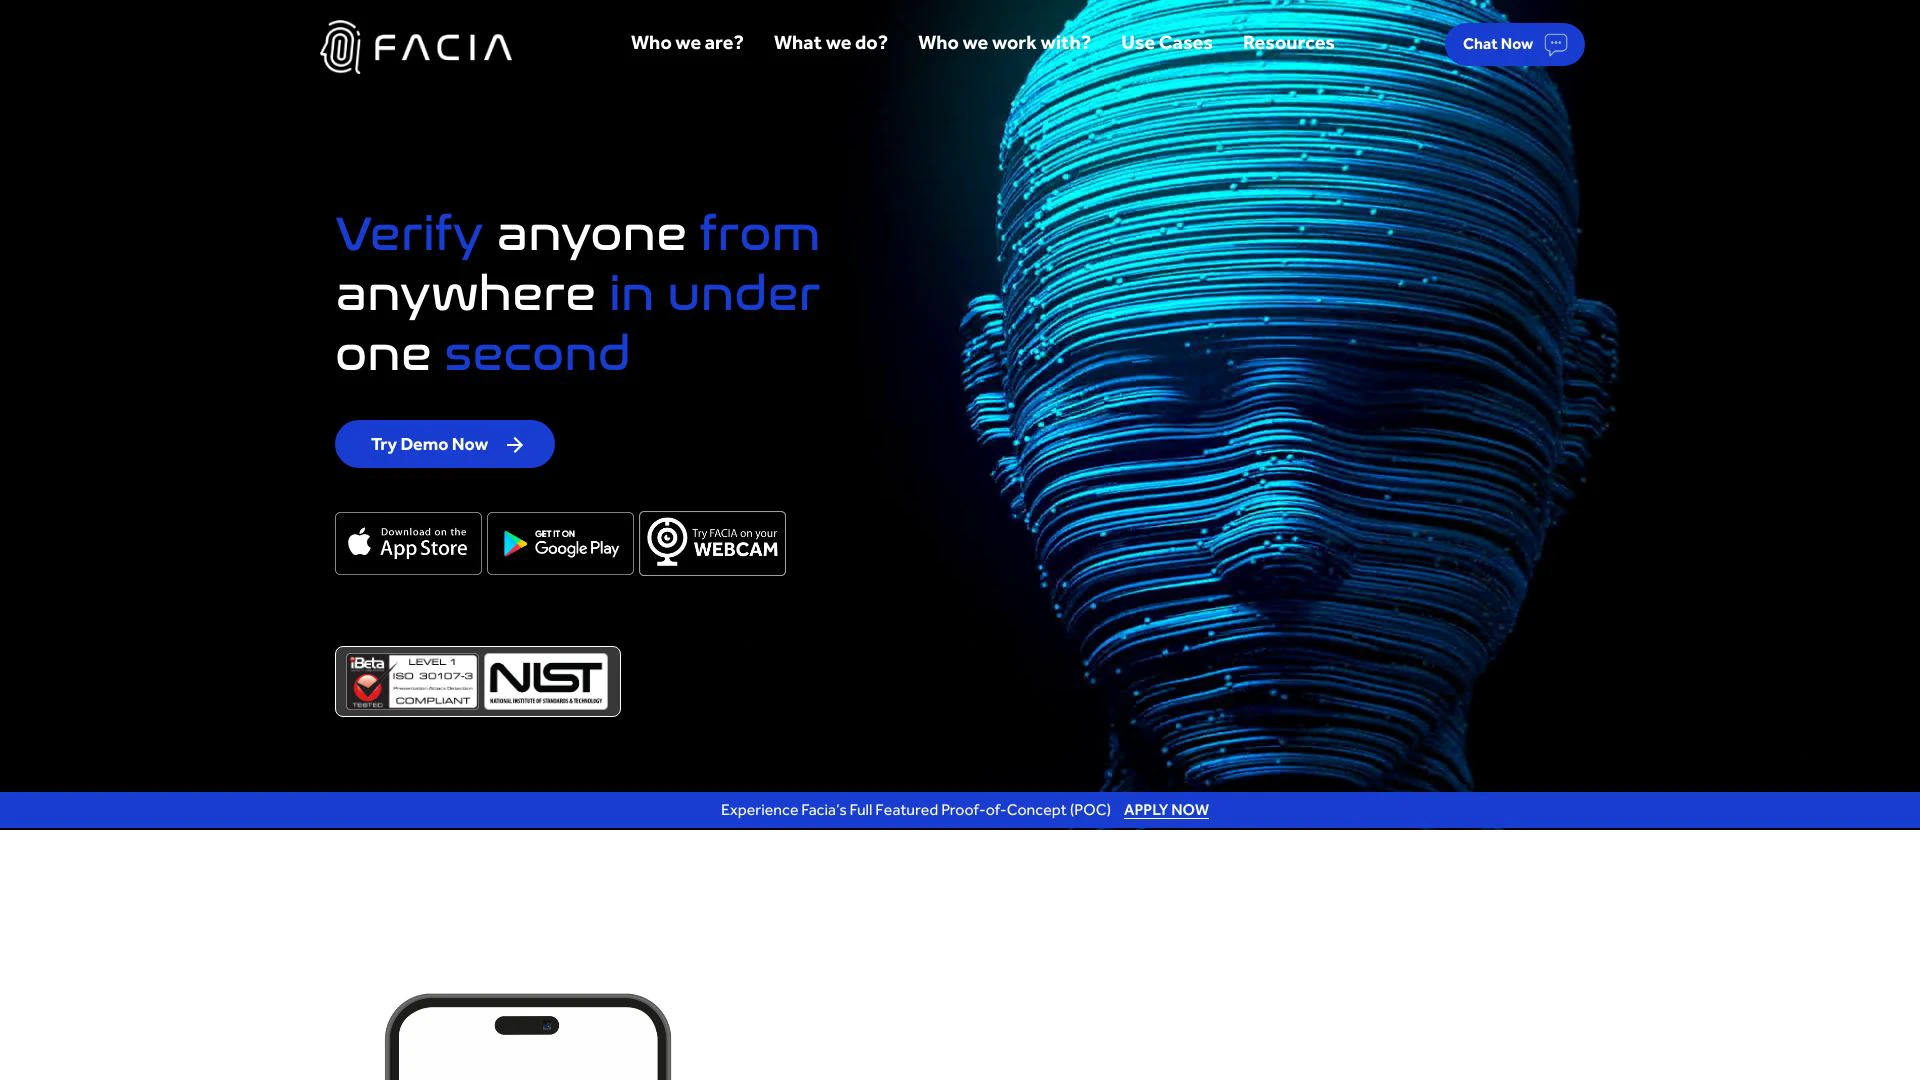 FACIA
Who we are?
What we do?
Who we work with?
Use Cases
Resources
Chat Now
Verify anyone from
anywhere in under
one second
Try Demo Now
Download on the
App Store
GET IT ON
Google Play
Try FACIA on your
WEBCAM
iBeta
TESTED
LEVEL 1
ISO 30107-3
Presentation Attack Detection
COMPLIANT
NIST
NATIONAL INSTITUTE OF STANDARDS & TECHNOLOGY
Experience Facia's Full Featured Proof-of-Concept (POC) APPLY NOW